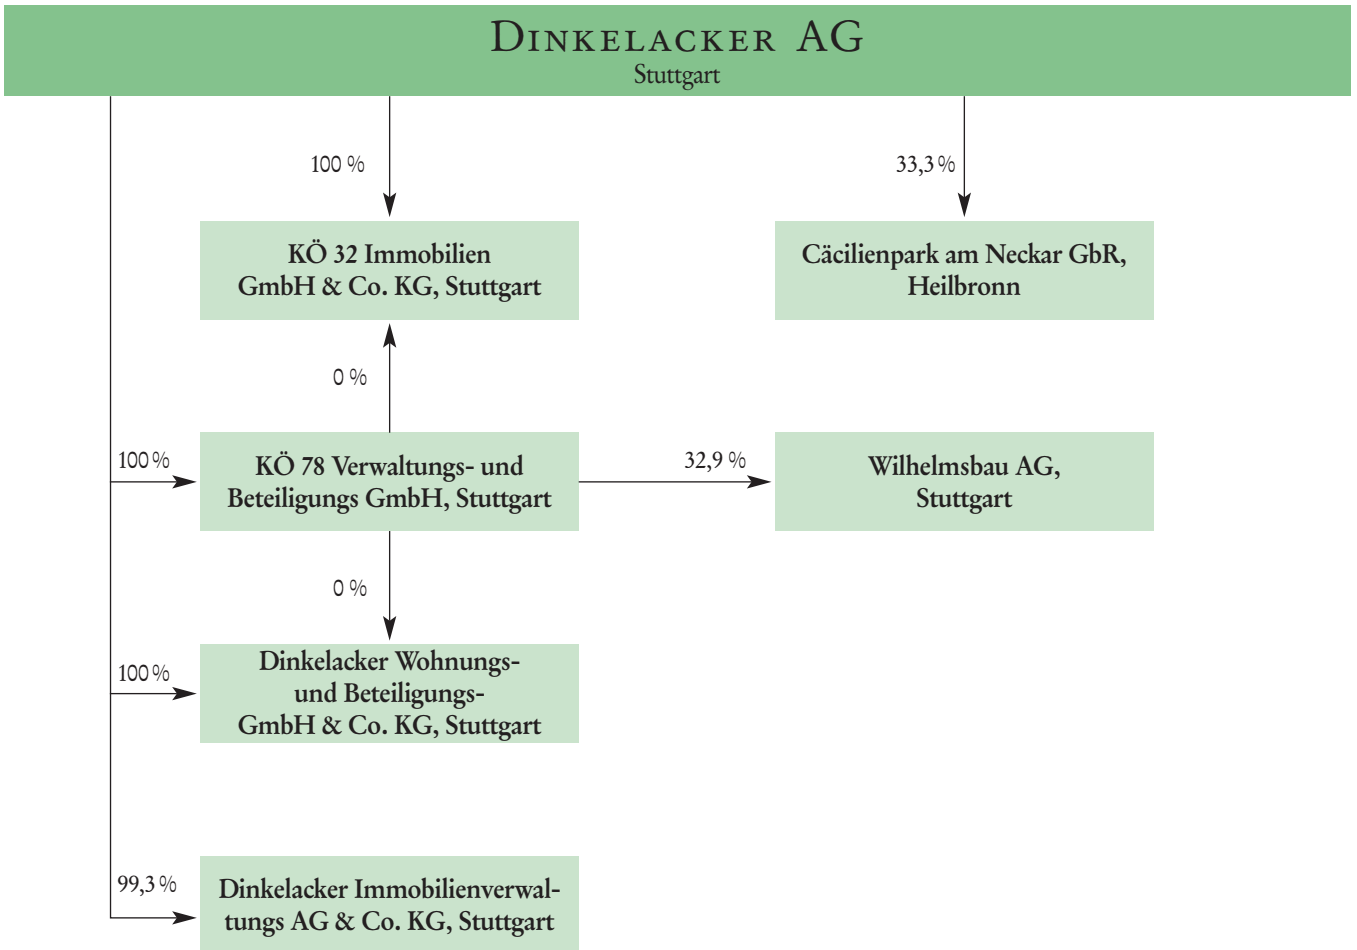 DINKELACKER AG
Stuttgart
100 %
33,3 %
KÖ 32 Immobilien
GmbH & Co. KG, Stuttgart
Cäcilienpark am Neckar GbR,
Heilbronn
0 %
100 %
KÖ 78 Verwaltungs- und
Beteiligungs GmbH, Stuttgart
32,9 %
Wilhelmsbau AG,
Stuttgart
0 %
100 %
Dinkelacker Wohnungs-
und Beteiligungs-
GmbH & Co. KG, Stuttgart
99,3 %
Dinkelacker Immobilienverwal-
tungs AG & Co. KG, Stuttgart